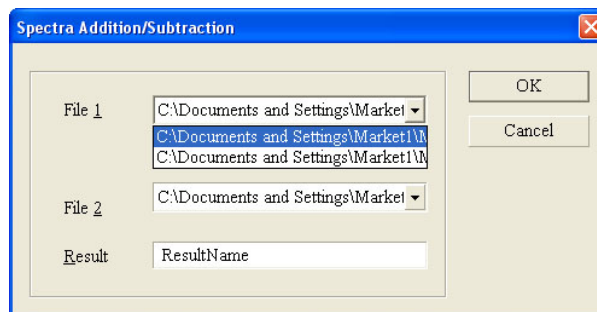 Spectra Addition/Subtraction
OK
File 1 C:\Documents and Settings\Market
C:\Documents and Settings\Market1\M
C:\Documents and Settings\Market1\M
Cancel
File 2 C:\Documents and Settings\Market
Result ResultName